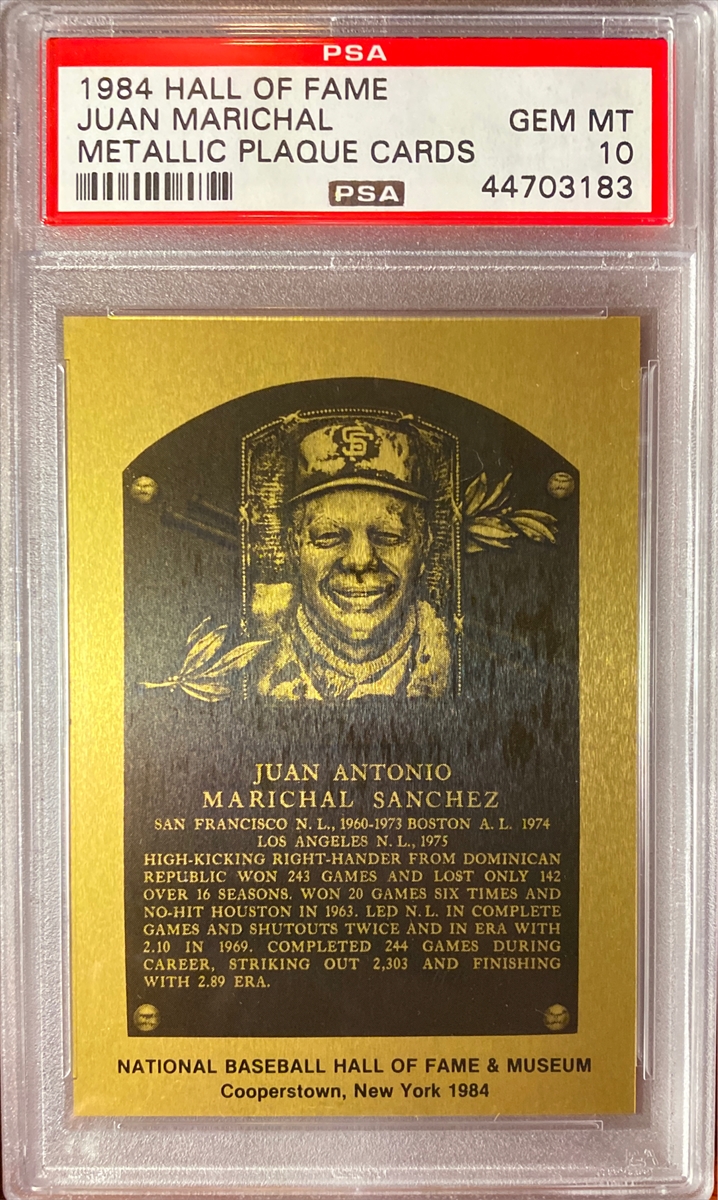 PSA
1984 HALL OF FAME
JUAN MARICHAL GEM MT
METALLIC PLAQUE CARDS 10
PSA 44703183
SF
JUAN ANTONIO
MARICHAL SANCHEZ
SAN FRANCISCO N. L., 1960-1973 BOSTON A. L. 1974
LOS ANGELES N. L., 1975
HIGH-KICKING RIGHT-HANDER FROM DOMINICAN
REPUBLIC WON 243 GAMES AND LOST ONLY 142
OVER 16 SEASONS. WON 20 GAMES SIX TIMES AND
NO-HIT HOUSTON IN 1963. LED N. L. IN COMPLETE
GAMES AND SHUTOUTS TWICE AND IN ERA WITH
2.10 IN 1969. COMPLETED 244 GAMES DURING
CAREER, STRIKING OUT 2,303 AND FINISHING
WITH 2.89 ERA.
NATIONAL BASEBALL HALL OF FAME & MUSEUM
Cooperstown, New York 1984